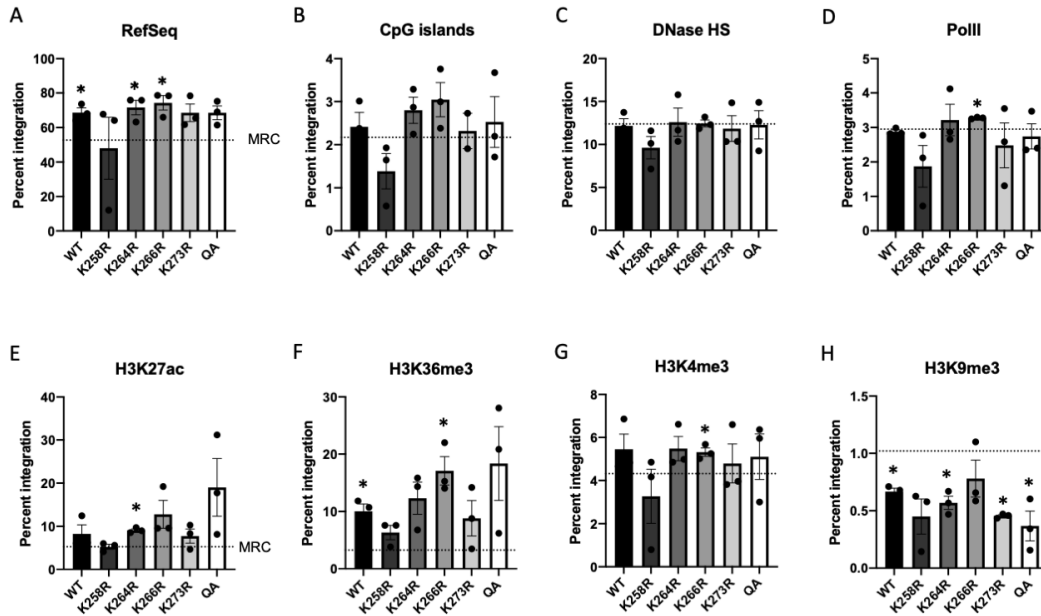 A
RefSeq
Percent integration
100
80
60
40
20
0
*
*
*
MRC
WT
K258R
K264R
K266R
K273R
QA
B
CpG islands
Percent integration
4
3
2
1
0
WT
K258R
K264R
K266R
K273R
QA
C
DNase HS
Percent integration
20
15
10
5
0
WT
K258R
K264R
K266R
K273R
QA
D
PolII
Percent integration
5
4
3
2
1
0
*
WT
K258R
K264R
K266R
K273R
QA
E
H3K27ac
Percent integration
40
30
20
10
0
*
MRC
WT
K258R
K264R
K266R
K273R
QA
F
H3K36me3
Percent integration
30
20
10
0
*
*
WT
K258R
K264R
K266R
K273R
QA
G
H3K4me3
Percent integration
8
6
4
2
0
*
WT
K258R
K264R
K266R
K273R
QA
H
H3K9me3
Percent integration
1.5
1.0
0.5
0.0
*
*
*
*
WT
K258R
K264R
K266R
K273R
QA